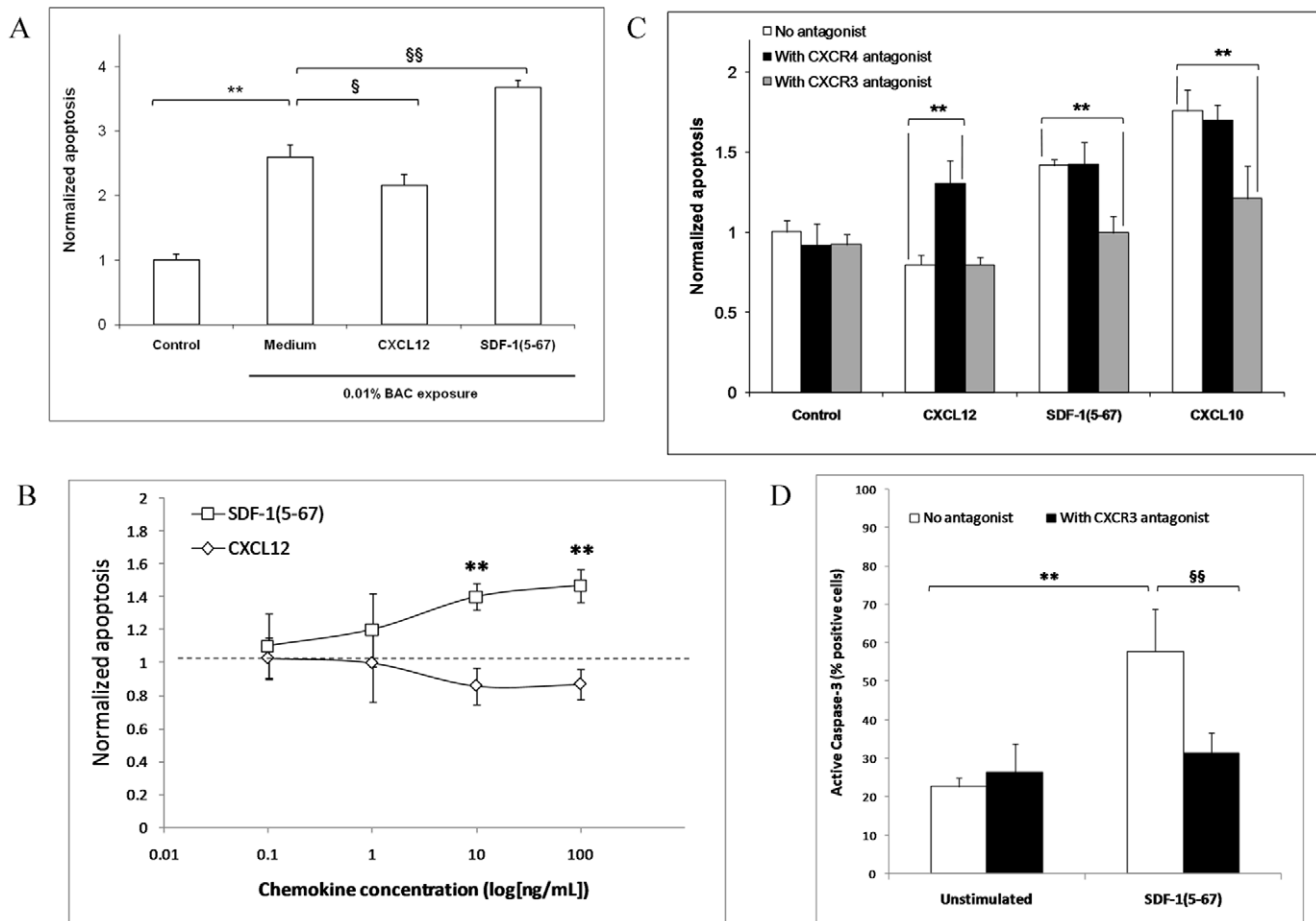 A
Normalized apoptosis
4
3
2
1
0
**
§
§§
Control Medium CXCL12 SDF-1(5-67)
0.01% BAC exposure
B
Normalized apoptosis
2
1.8
1.6
1.4
1.2
1
0.8
0.6
0.4
0.2
0
SDF-1(5-67)
CXCL12
**
**
0.01 0.1 1 10 100
Chemokine concentration (log[ng/mL])
C
No antagonist
With CXCR4 antagonist
With CXCR3 antagonist
Normalized apoptosis
2
1.5
1
0.5
0
**
**
**
Control CXCL12 SDF-1(5-67) CXCL10
D
Active Caspase-3 (% positive cells)
100
90
80
70
60
50
40
30
20
10
0
No antagonist With CXCR3 antagonist
**
§§
Unstimulated SDF-1(5-67)